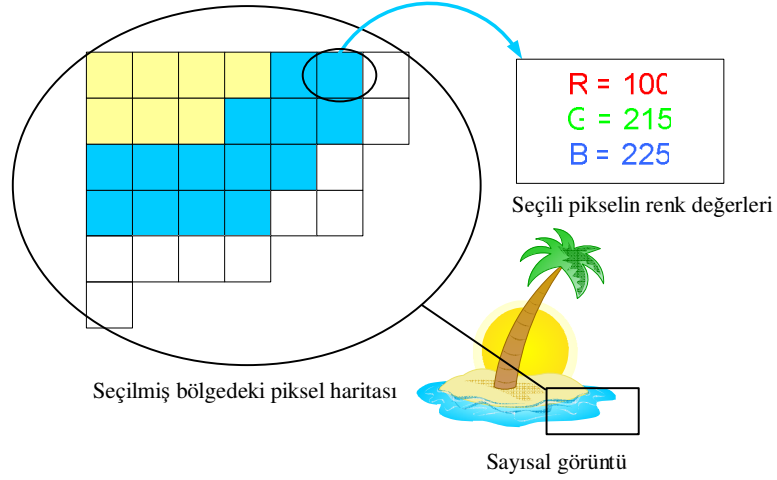 R = 100
G = 215
B = 225
Seçili pikselin renk değerleri
Seçilmiş bölgedeki piksel haritası
Sayısal görüntü